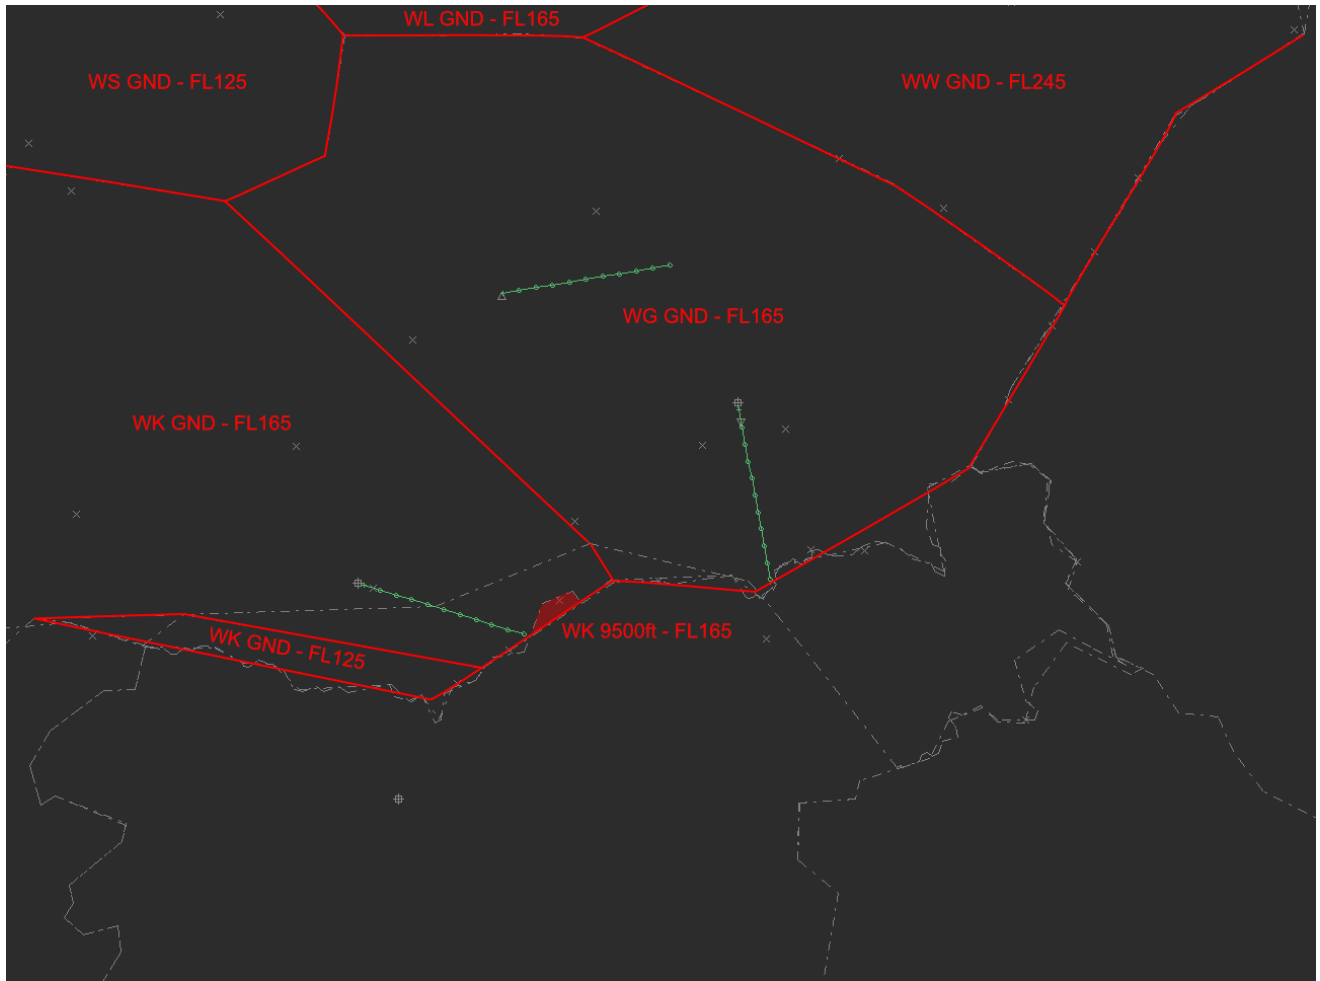 WL GND - FL165
WS GND - FL125
WW GND - FL245
WG GND - FL165
WK GND - FL165
WK 9500ft - FL165
WK GND - FL125